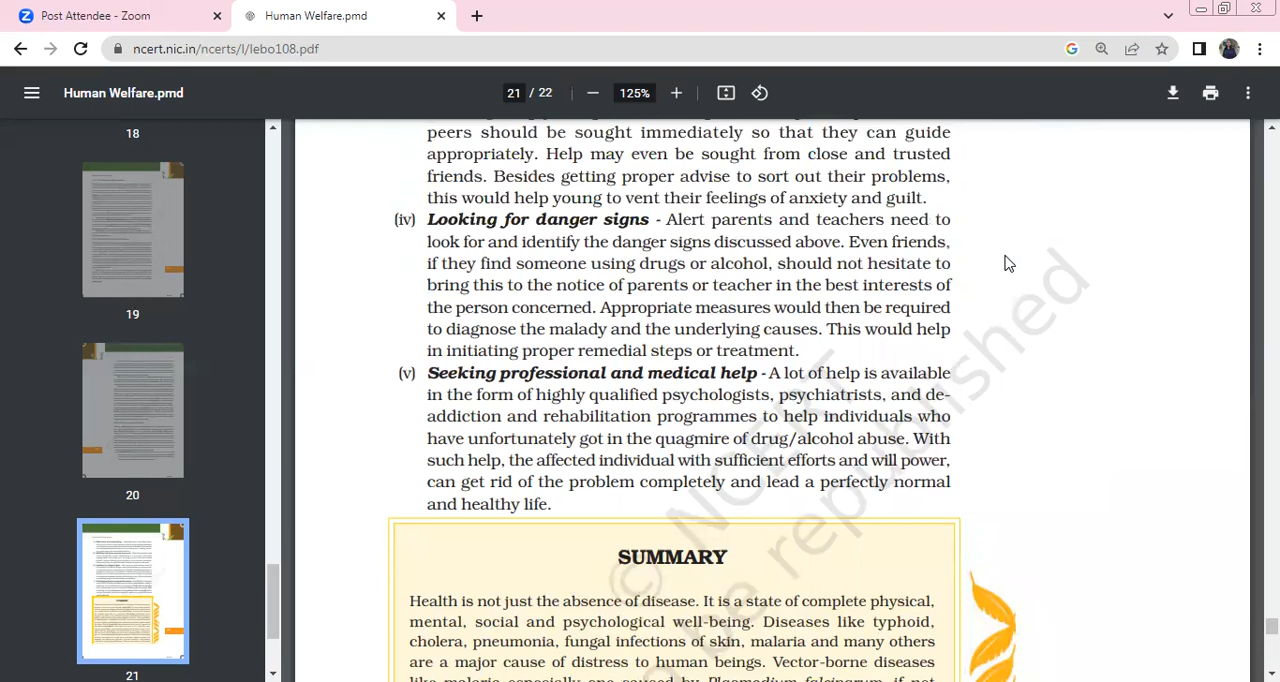 Post Attendee - Zoom
Human Welfare.pmd
ncert.nic.in/ncerts/l/lebo108.pdf
Human Welfare.pmd
21 / 22
125%
18
19
20
21
peers should be sought immediately so that they can guide
appropriately. Help may even be sought from close and trusted
friends. Besides getting proper advise to sort out their problems,
this would help young to vent their feelings of anxiety and guilt.
(iv) Looking for danger signs - Alert parents and teachers need to
look for and identify the danger signs discussed above. Even friends,
if they find someone using drugs or alcohol, should not hesitate to
bring this to the notice of parents or teacher in the best interests of
the person concerned. Appropriate measures would then be required
to diagnose the malady and the underlying causes. This would help
in initiating proper remedial steps or treatment.
(v) Seeking professional and medical help - A lot of help is available
in the form of highly qualified psychologists, psychiatrists, and de-
addiction and rehabilitation programmes to help individuals who
have unfortunately got in the quagmire of drug/alcohol abuse. With
such help, the affected individual with sufficient efforts and will power,
can get rid of the problem completely and lead a perfectly normal
and healthy life.
SUMMARY
Health is not just the absence of disease. It is a state of complete physical,
mental, social and psychological well-being. Diseases like typhoid,
cholera, pneumonia, fungal infections of skin, malaria and many others
are a major cause of distress to human beings. Vector-borne diseases
like malaria especially one caused by Plasmodium falciparum, if not
© NCERT
be republished